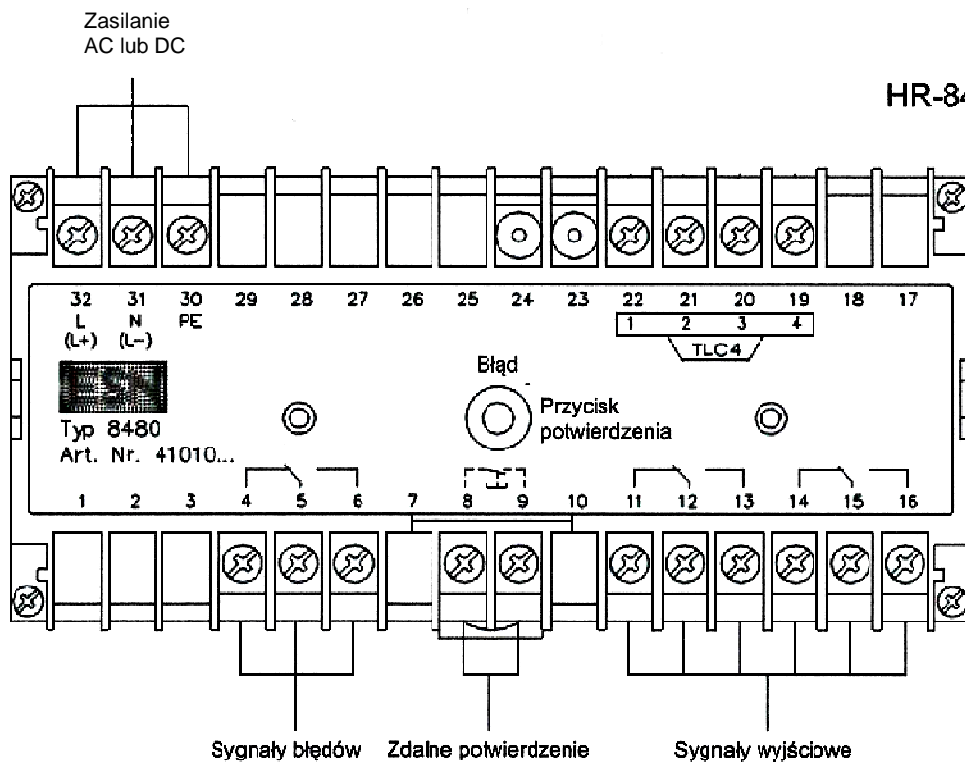 Zasilanie
AC lub DC
HR-84
32 31 30 29 28 27 26 25 24 23 22 21 20 19 18 17
L N PE 1 2 3 4
(L+) (L-) TLC4
Błąd
Przycisk
potwierdzenia
Typ 8480
Art. Nr. 41010...
1 2 3 4 5 6 7 8 9 10 11 12 13 14 15 16
Sygnały błędów Zdalne potwierdzenie Sygnały wyjściowe